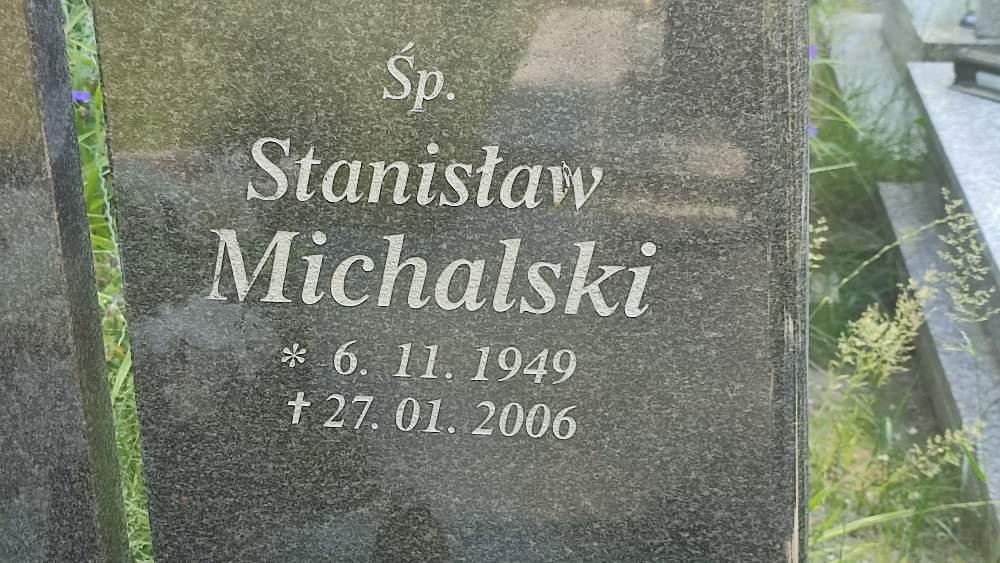 Śp.
Stanisław
Michalski
* 6. 11. 1949
✝ 27. 01. 2006